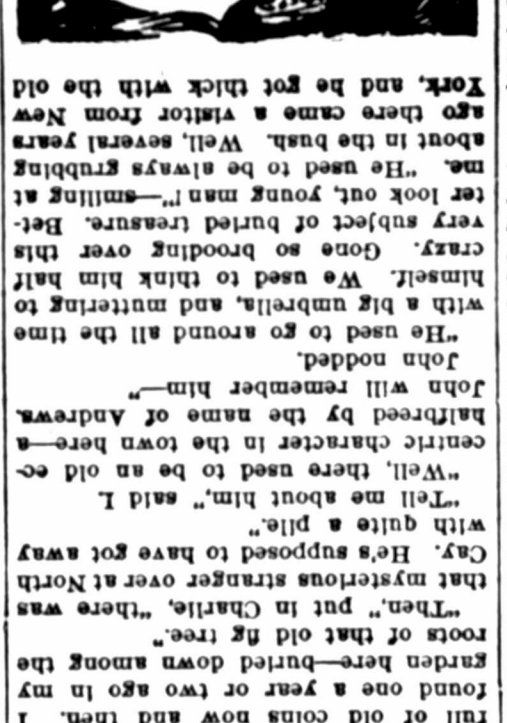 full of old coins now and then. I
found one a year or two ago in my
garden here—buried down among the
roots of that old fig tree."
"Then," put in Charlie, "there was
that mysterious stranger over at North
Cay. He's supposed to have got away
with quite a pile."
"Tell me about him," said I.
"Well, there used to be an old ec-
centric character in the town here—a
halfbreed by the name of Andrews.
John will remember him—"
John nodded.
"He used to go around all the time
with a big umbrella, and muttering to
himself. We used to think him half
crazy. Gone so brooding over this
very subject of buried treasure. Bet-
ter look out, young man!"—smiling at
me. "He used to be always grubbing
about in the bush. Well, several years
ago there came a visitor from New
York, and he got thick with the old